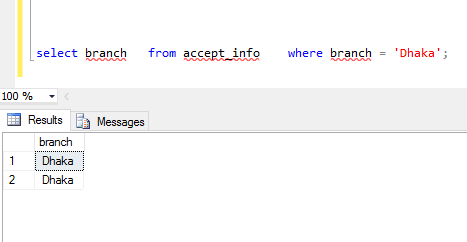 select branch   from accept_info    where branch = 'Dhaka';
100 %
Results Messages
branch
1 Dhaka
2 Dhaka